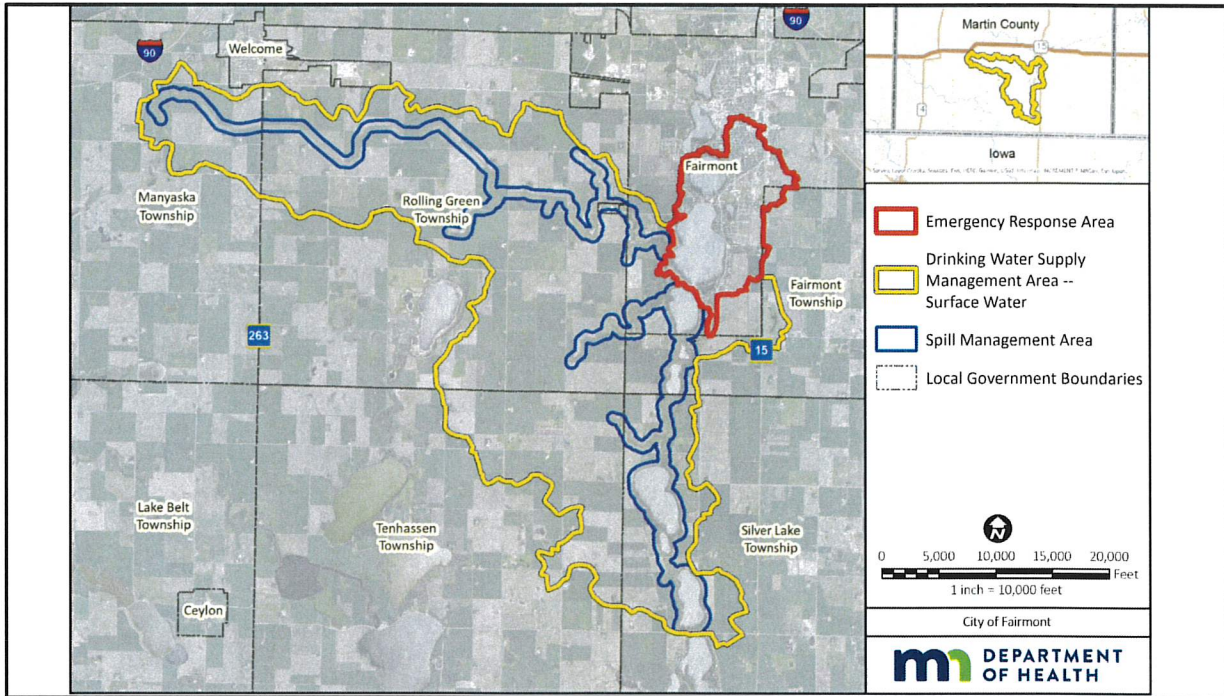 90
Welcome
90
Fairmont
Manyaska
Township
Rolling Green
Township
Fairmont
Township
263
15
Lake Belt
Township
Tenhassen
Township
Silver Lake
Township
Ceylon
Martin County
15
4
Iowa
Emergency Response Area
Drinking Water Supply
Management Area --
Surface Water
Spill Management Area
Local Government Boundaries
N
0 5,000 10,000 15,000 20,000
Feet
1 inch = 10,000 feet
City of Fairmont
mn DEPARTMENT
OF HEALTH